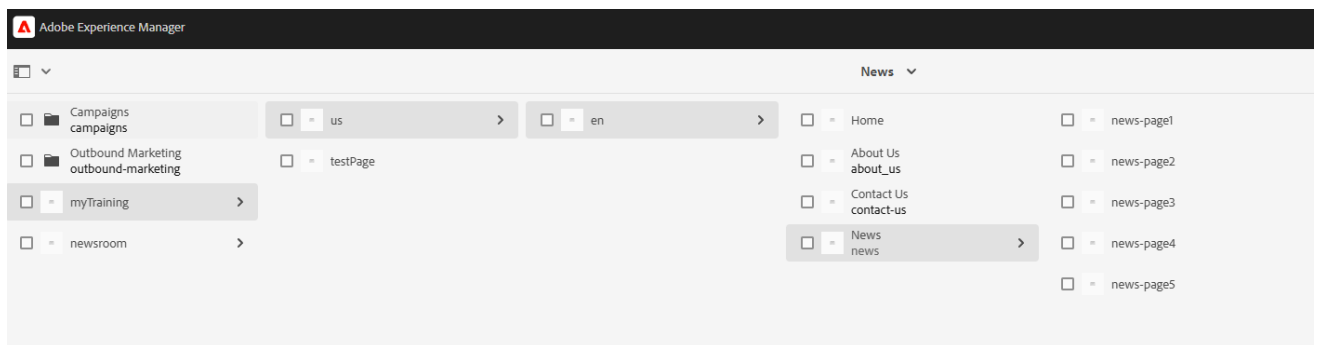 Adobe Experience Manager
News
Campaigns
campaigns
Outbound Marketing
outbound-marketing
myTraining
newsroom
us
testPage
en
Home
About Us
about_us
Contact Us
contact-us
News
news
news-page1
news-page2
news-page3
news-page4
news-page5